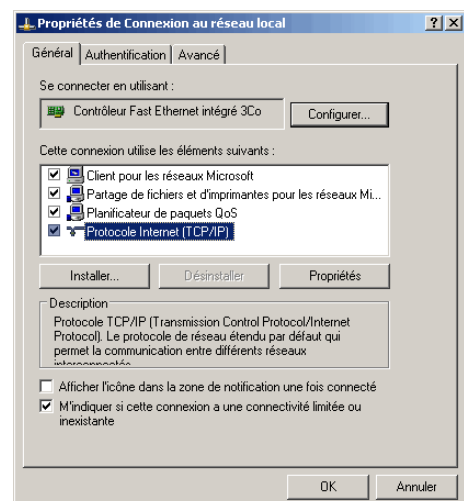 Propriétés de Connexion au réseau local
Général
Authentification
Avancé
Se connecter en utilisant :
Contrôleur Fast Ethernet intégré 3Co
Configurer...
Cette connexion utilise les éléments suivants :
Client pour les réseaux Microsoft
Partage de fichiers et d'imprimantes pour les réseaux Mi...
Planificateur de paquets QoS
Protocole Internet (TCP/IP)
Installer...
Désinstaller
Propriétés
Description
Protocole TCP/IP (Transmission Control Protocol/Internet
Protocol). Le protocole de réseau étendu par défaut qui
permet la communication entre différents réseaux
interconnectés.
Afficher l'icône dans la zone de notification une fois connecté
M'indiquer si cette connexion a une connectivité limitée ou
inexistante
OK
Annuler